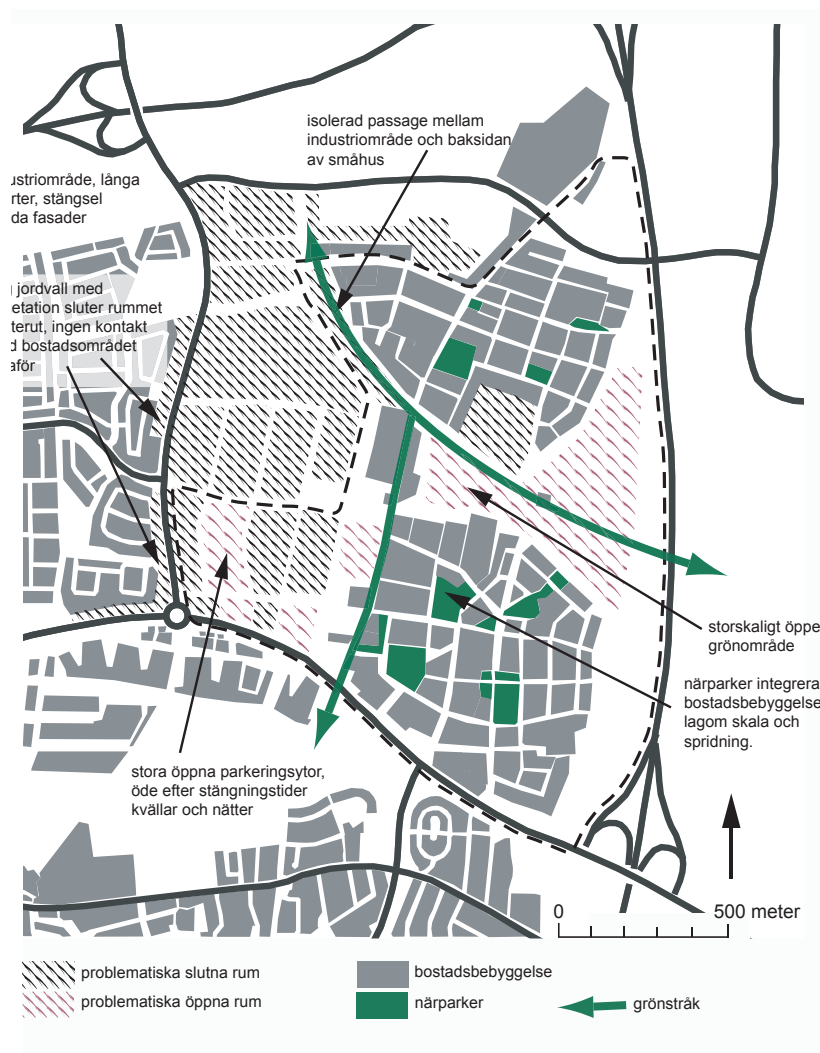 isolerad passage mellam
industriområde och baksidan
av småhus
ustriområde, långa
rter, stängsel
da fasader
jordvall med
etation sluter rummet
terut, ingen kontakt
d bostadsområdet
aför
storskaligt öppe
grönområde
närparker integrera
bostadsbebyggelse
lagom skala och
spridning.
stora öppna parkeringsytor,
öde efter stängningstider
kvällar och nätter
0 500 meter
problematiska slutna rum
problematiska öppna rum
bostadsbebyggelse
närparker
grönstråk